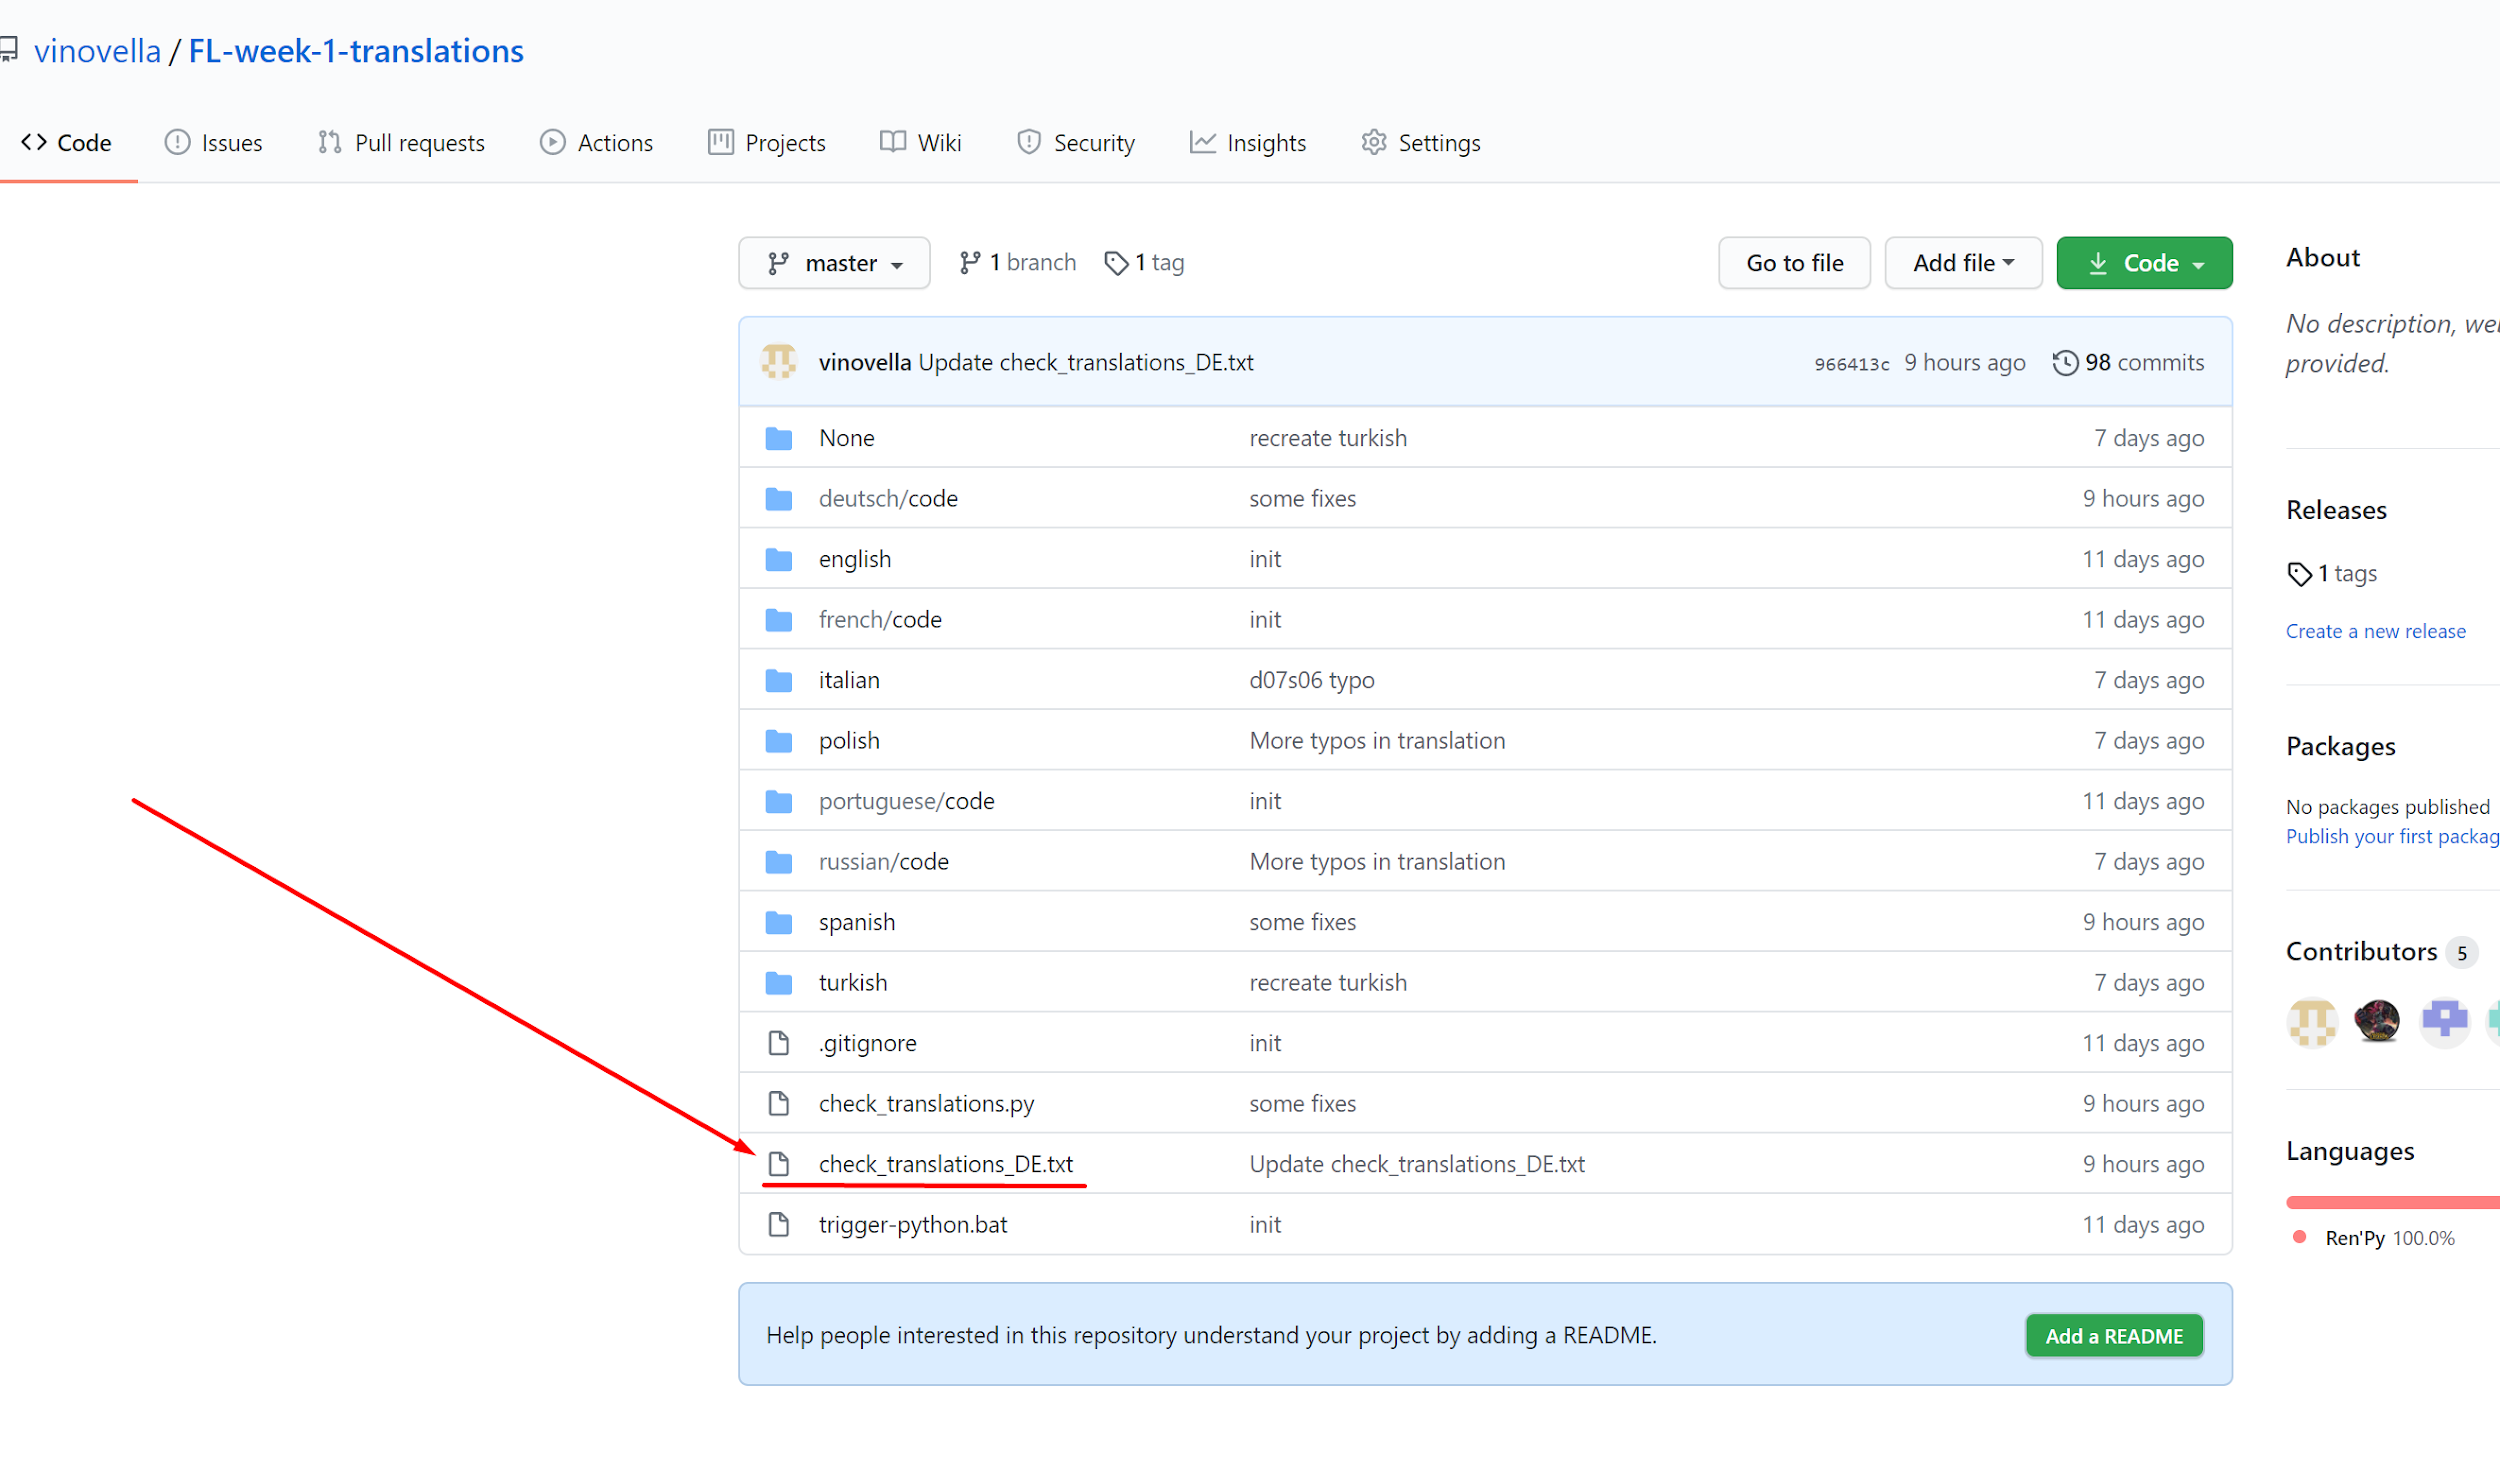 vinovella / FL-week-1-translations
Code Issues Pull requests Actions Projects Wiki Security Insights Settings
master 1 branch 1 tag Go to file Add file Code
vinovella Update check_translations_DE.txt 966413c 9 hours ago 98 commits
None recreate turkish 7 days ago
deutsch/code some fixes 9 hours ago
english init 11 days ago
french/code init 11 days ago
italian d07s06 typo 7 days ago
polish More typos in translation 7 days ago
portuguese/code init 11 days ago
russian/code More typos in translation 7 days ago
spanish some fixes 9 hours ago
turkish recreate turkish 7 days ago
.gitignore init 11 days ago
check_translations.py some fixes 9 hours ago
check_translations_DE.txt Update check_translations_DE.txt 9 hours ago
trigger-python.bat init 11 days ago
Help people interested in this repository understand your project by adding a README. Add a README
About
No description,
provided.
Releases
1 tags
Create a new release
Packages
No packages published
Publish your first
Contributors 5
Languages
Ren'Py 100.0%